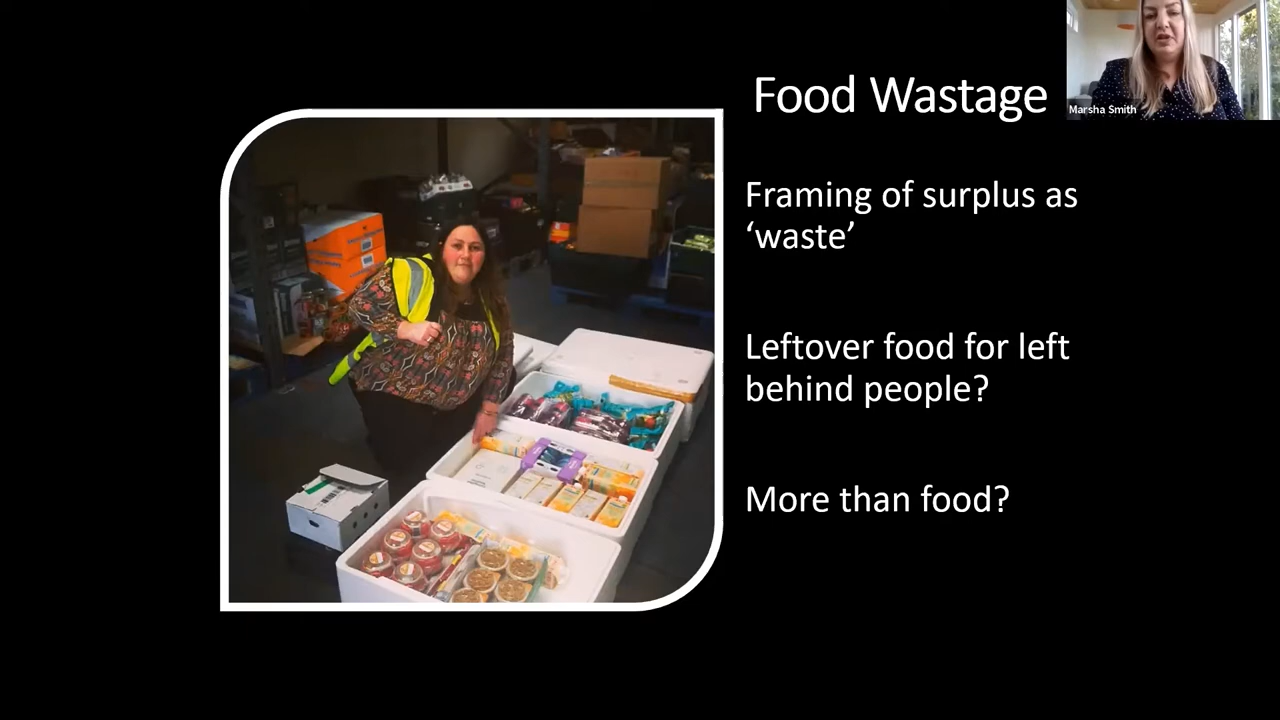 Food Wastage
Marsha Smith
Framing of surplus as
‘waste’
Leftover food for left
behind people?
More than food?